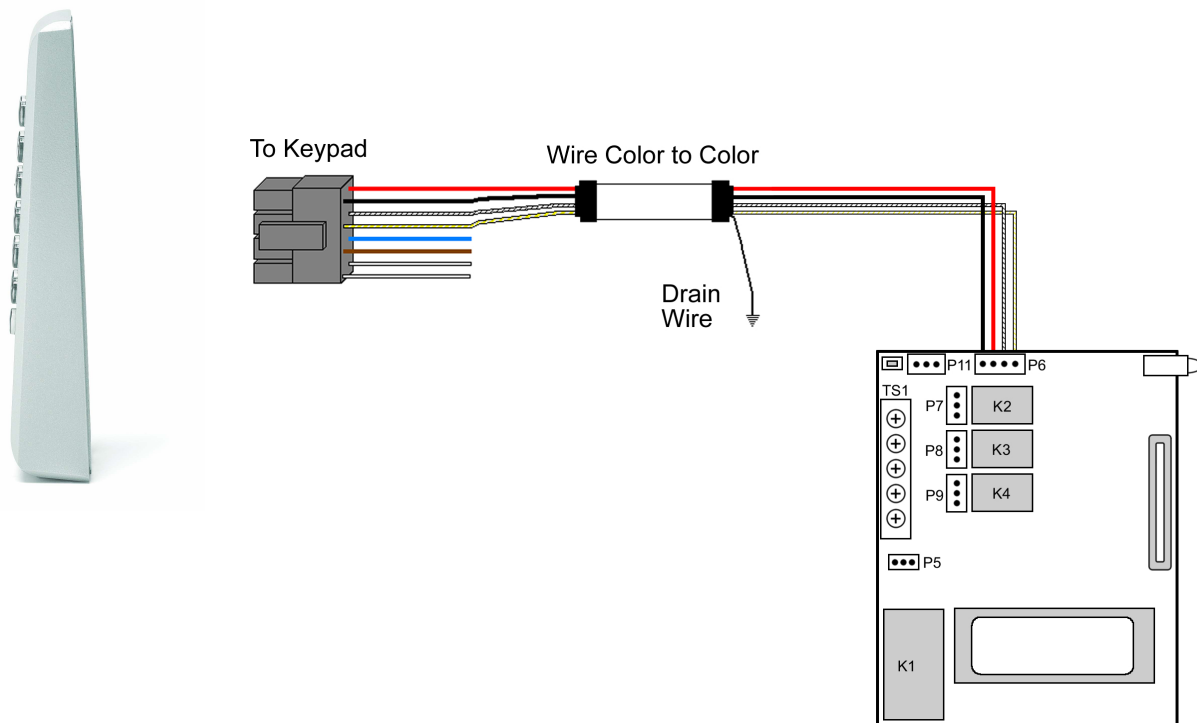 To Keypad
Wire Color to Color
Drain
Wire
P11
P6
TS1
P7
K2
P8
K3
P9
K4
P5
K1